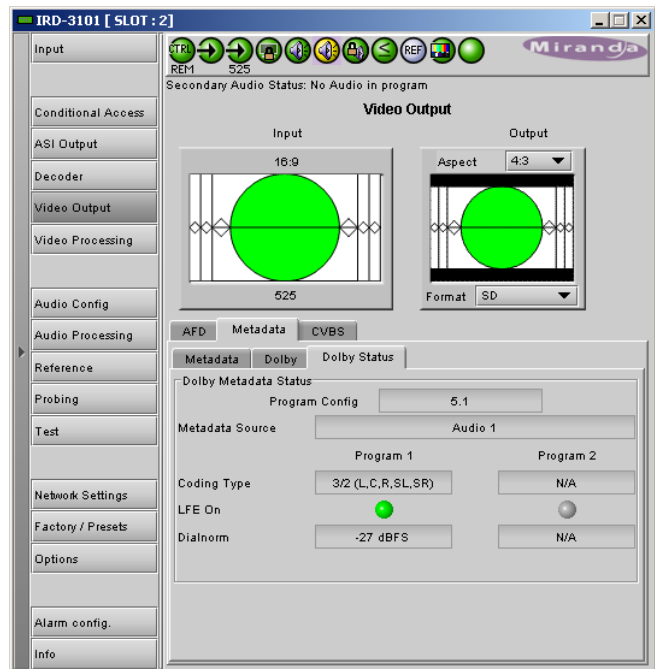 IRD-3101 [ SLOT : 2]
Input
Conditional Access
ASI Output
Decoder
Video Output
Video Processing
Audio Config
Audio Processing
Reference
Probing
Test
Network Settings
Factory / Presets
Options
Alarm config.
Info
CTRL
REF
Miranda
REM
525
Secondary Audio Status: No Audio in program
Video Output
Input
Output
16:9
Aspect
4:3
525
Format
SD
AFD
Metadata
CVBS
Metadata
Dolby
Dolby Status
Dolby Metadata Status
Program Config
5.1
Metadata Source
Audio 1
Program 1
Program 2
Coding Type
3/2 (L,C,R,SL,SR)
N/A
LFE On
Dialnorm
-27 dBFS
N/A